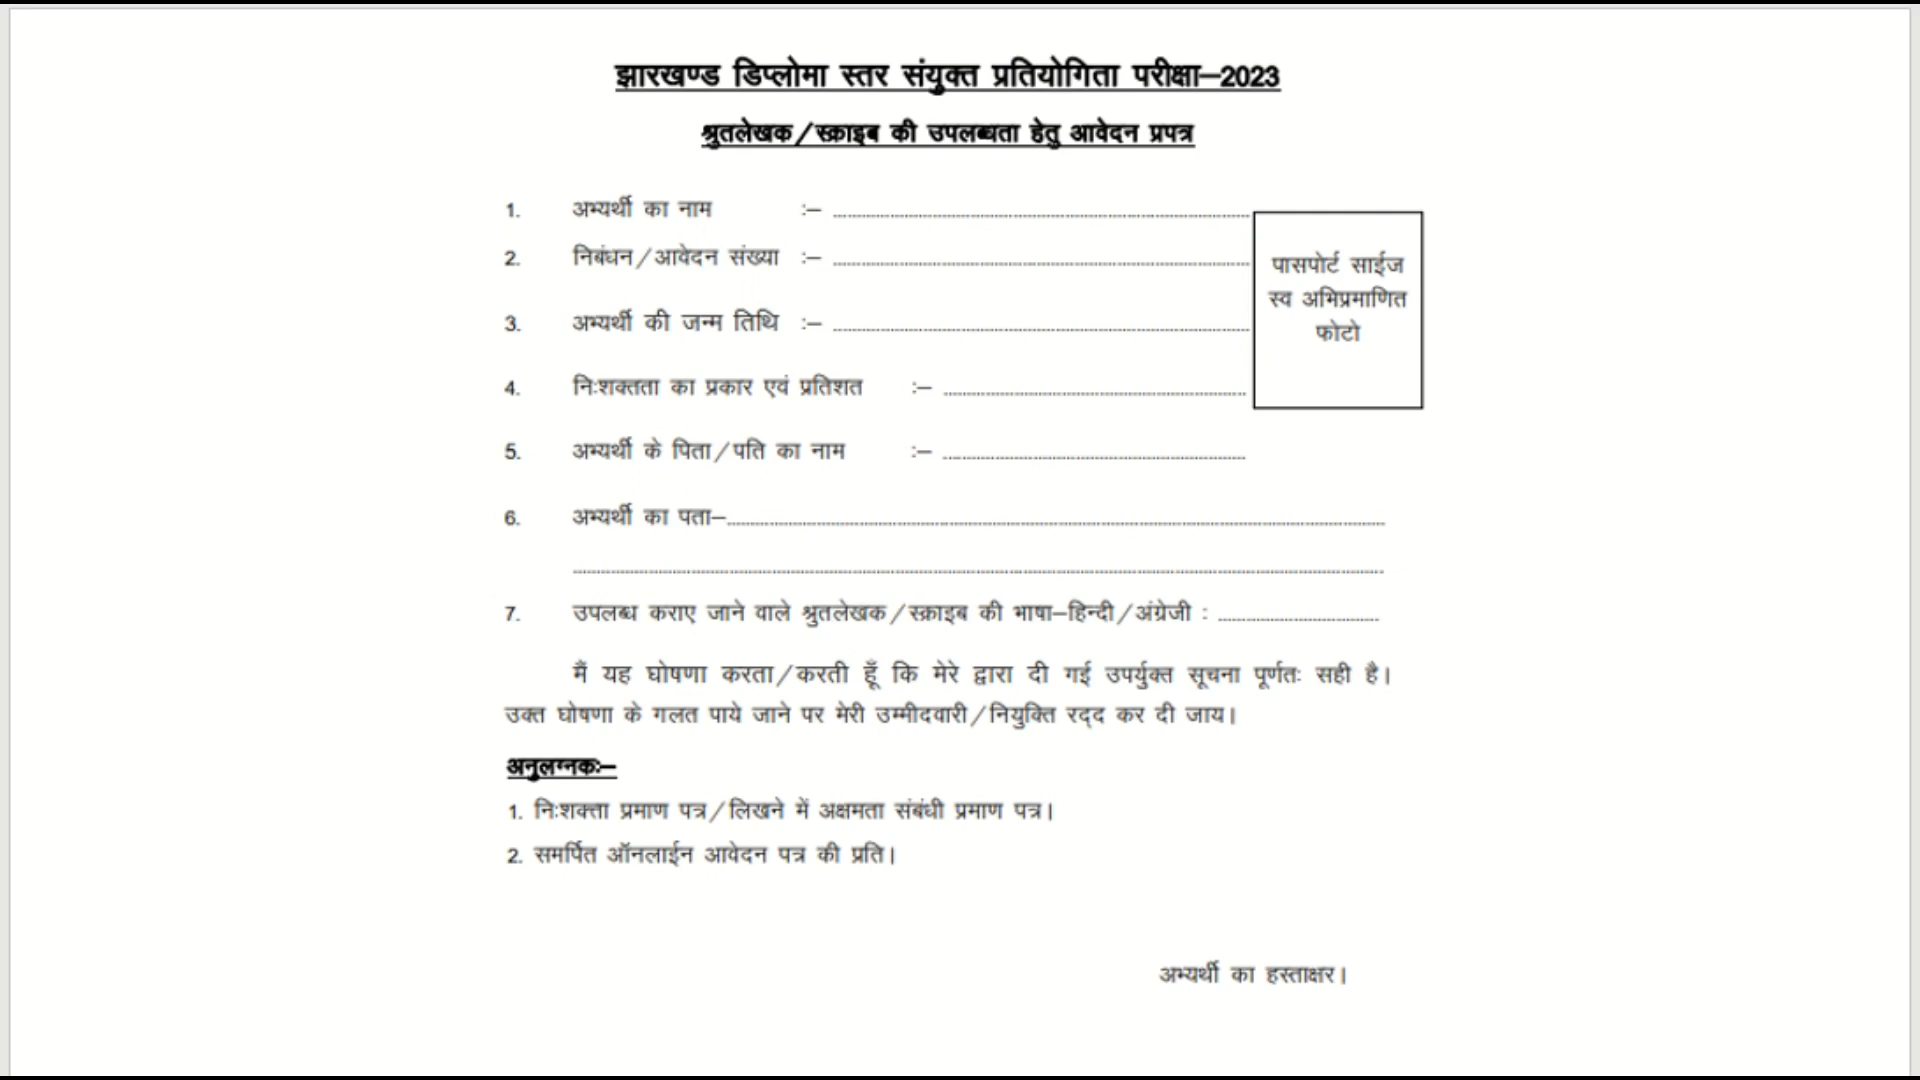 झारखण्ड डिप्लोमा स्तर संयुक्त प्रतियोगिता परीक्षा–2023
श्रुतलेखक/स्क्राइब की उपलब्धता हेतु आवेदन प्रपत्र
1. अभ्यर्थी का नाम :–
2. निबंधन/आवेदन संख्या :–
पासपोर्ट साईज
स्व अभिप्रमाणित
फोटो
3. अभ्यर्थी की जन्म तिथि :–
4. निःशक्तता का प्रकार एवं प्रतिशत :–
5. अभ्यर्थी के पिता/पति का नाम :–
6. अभ्यर्थी का पता–
7. उपलब्ध कराए जाने वाले श्रुतलेखक/स्क्राइब की भाषा–हिन्दी/अंग्रेजी :
मैं यह घोषणा करता/करती हूँ कि मेरे द्वारा दी गई उपर्युक्त सूचना पूर्णतः सही है।
उक्त घोषणा के गलत पाये जाने पर मेरी उम्मीदवारी/नियुक्ति रद्द कर दी जाय।
अनुलग्नकः–
1. निःशक्ता प्रमाण पत्र/लिखने में अक्षमता संबंधी प्रमाण पत्र।
2. समर्पित ऑनलाईन आवेदन पत्र की प्रति।
अभ्यर्थी का हस्ताक्षर।